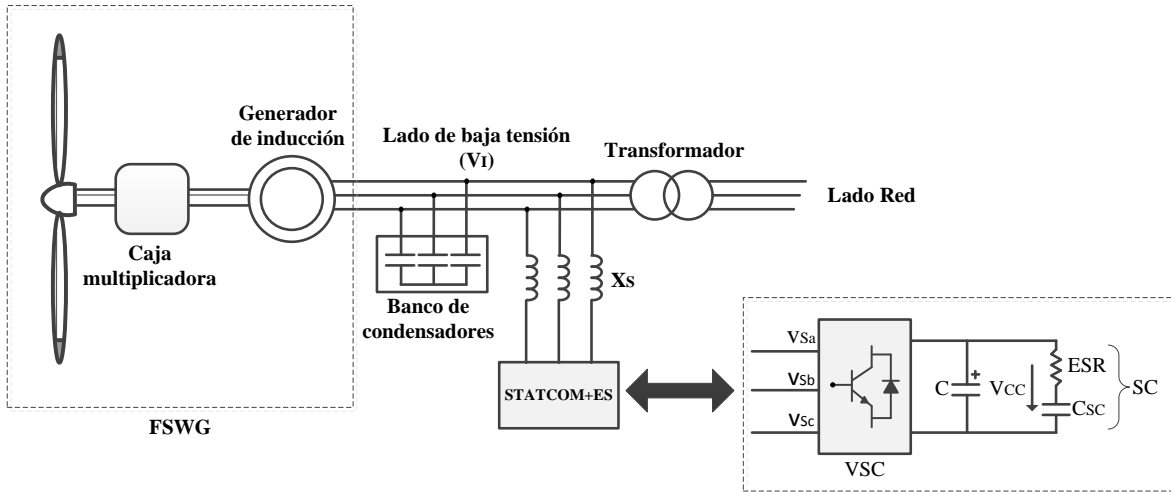 Generador
de inducción
Lado de baja tensión
(VI)
Transformador
Lado Red
Caja
multiplicadora
Banco de
condensadores
XS
FSWG
STATCOM+ES
VSa
VSb
VSc
VSC
C
+
VCC
ESR
CSC
SC